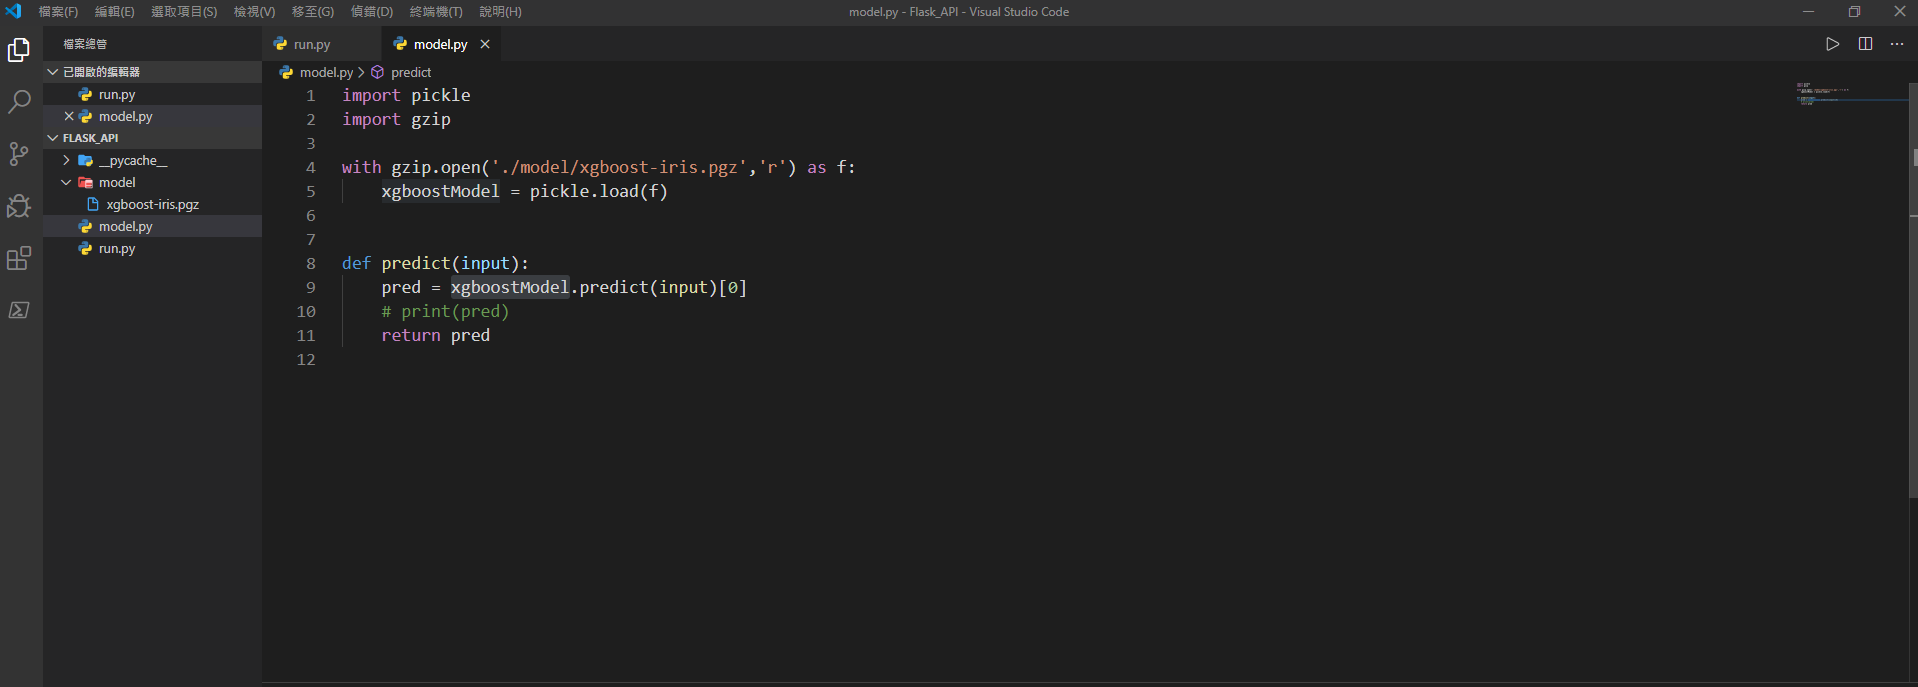 檔案(F) 編輯(E) 選取項目(S) 檢視(V) 移至(G) 偵錯(D) 終端機(T) 說明(H)
model.py - Flask_API - Visual Studio Code
檔案總管
已開啟的編輯器
run.py
model.py
FLASK_API
__pycache__
model
xgboost-iris.pgz
model.py
run.py
run.py model.py
model.py > predict
1 import pickle
2 import gzip
3
4 with gzip.open('./model/xgboost-iris.pgz','r') as f:
5 xgboostModel = pickle.load(f)
6
7
8 def predict(input):
9 pred = xgboostModel.predict(input)[0]
10 # print(pred)
11 return pred
12